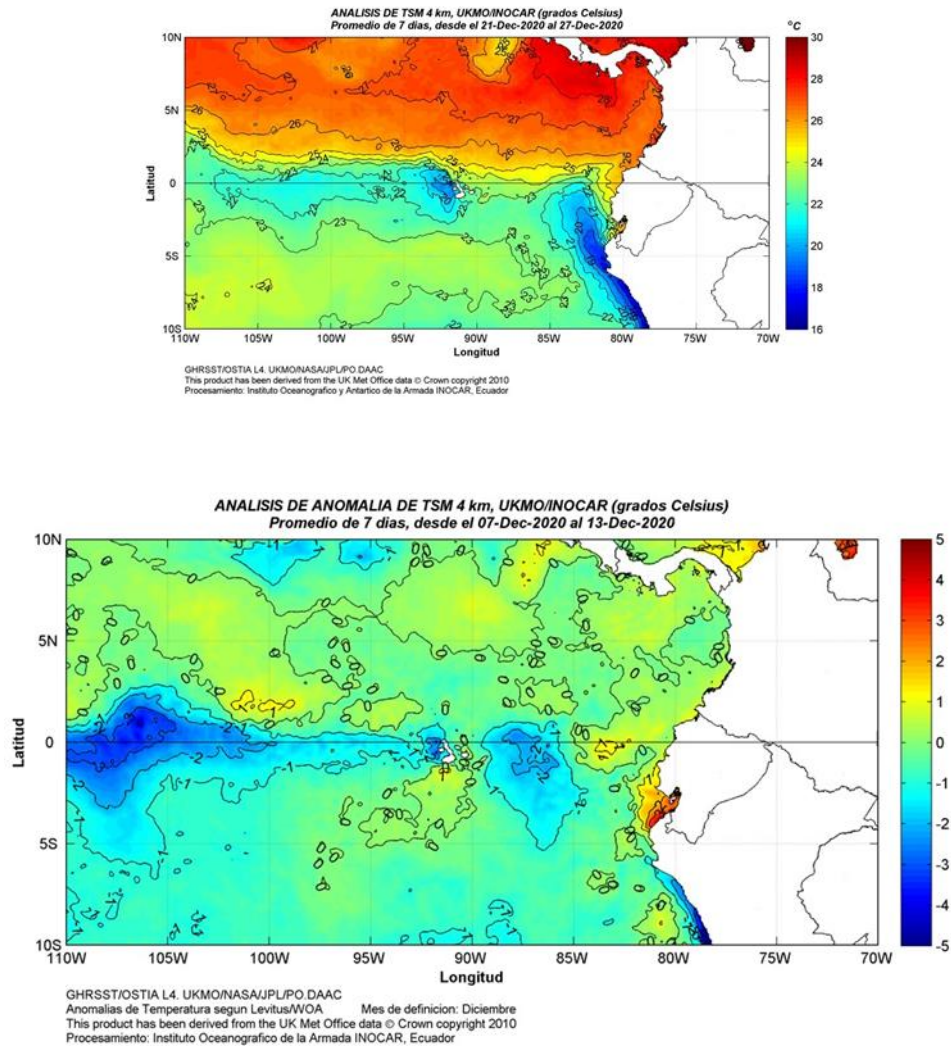 ANALISIS DE TSM 4 km, UKMO/INOCAR (grados Celsius)
Promedio de 7 dias, desde el 21-Dec-2020 al 27-Dec-2020
°C
10N
5N
0
5S
10S
Latitud
110W 105W 100W 95W 90W 85W 80W 75W 70W
Longitud
30
28
26
24
22
20
18
16
GHRSST/OSTIA L4. UKMO/NASA/JPL/PO.DAAC
This product has been derived from the UK Met Office data © Crown copyright 2010
Procesamiento: Instituto Oceanografico y Antartico de la Armada INOCAR, Ecuador
ANALISIS DE ANOMALIA DE TSM 4 km, UKMO/INOCAR (grados Celsius)
Promedio de 7 dias, desde el 07-Dec-2020 al 13-Dec-2020
10N
5N
0
5S
10S
Latitud
110W 105W 100W 95W 90W 85W 80W 75W 70W
Longitud
5
4
3
2
1
0
-1
-2
-3
-4
-5
GHRSST/OSTIA L4. UKMO/NASA/JPL/PO.DAAC
Anomalias de Temperatura segun Levitus/WOA Mes de definicion: Diciembre
This product has been derived from the UK Met Office data © Crown copyright 2010
Procesamiento: Instituto Oceanografico de la Armada INOCAR, Ecuador